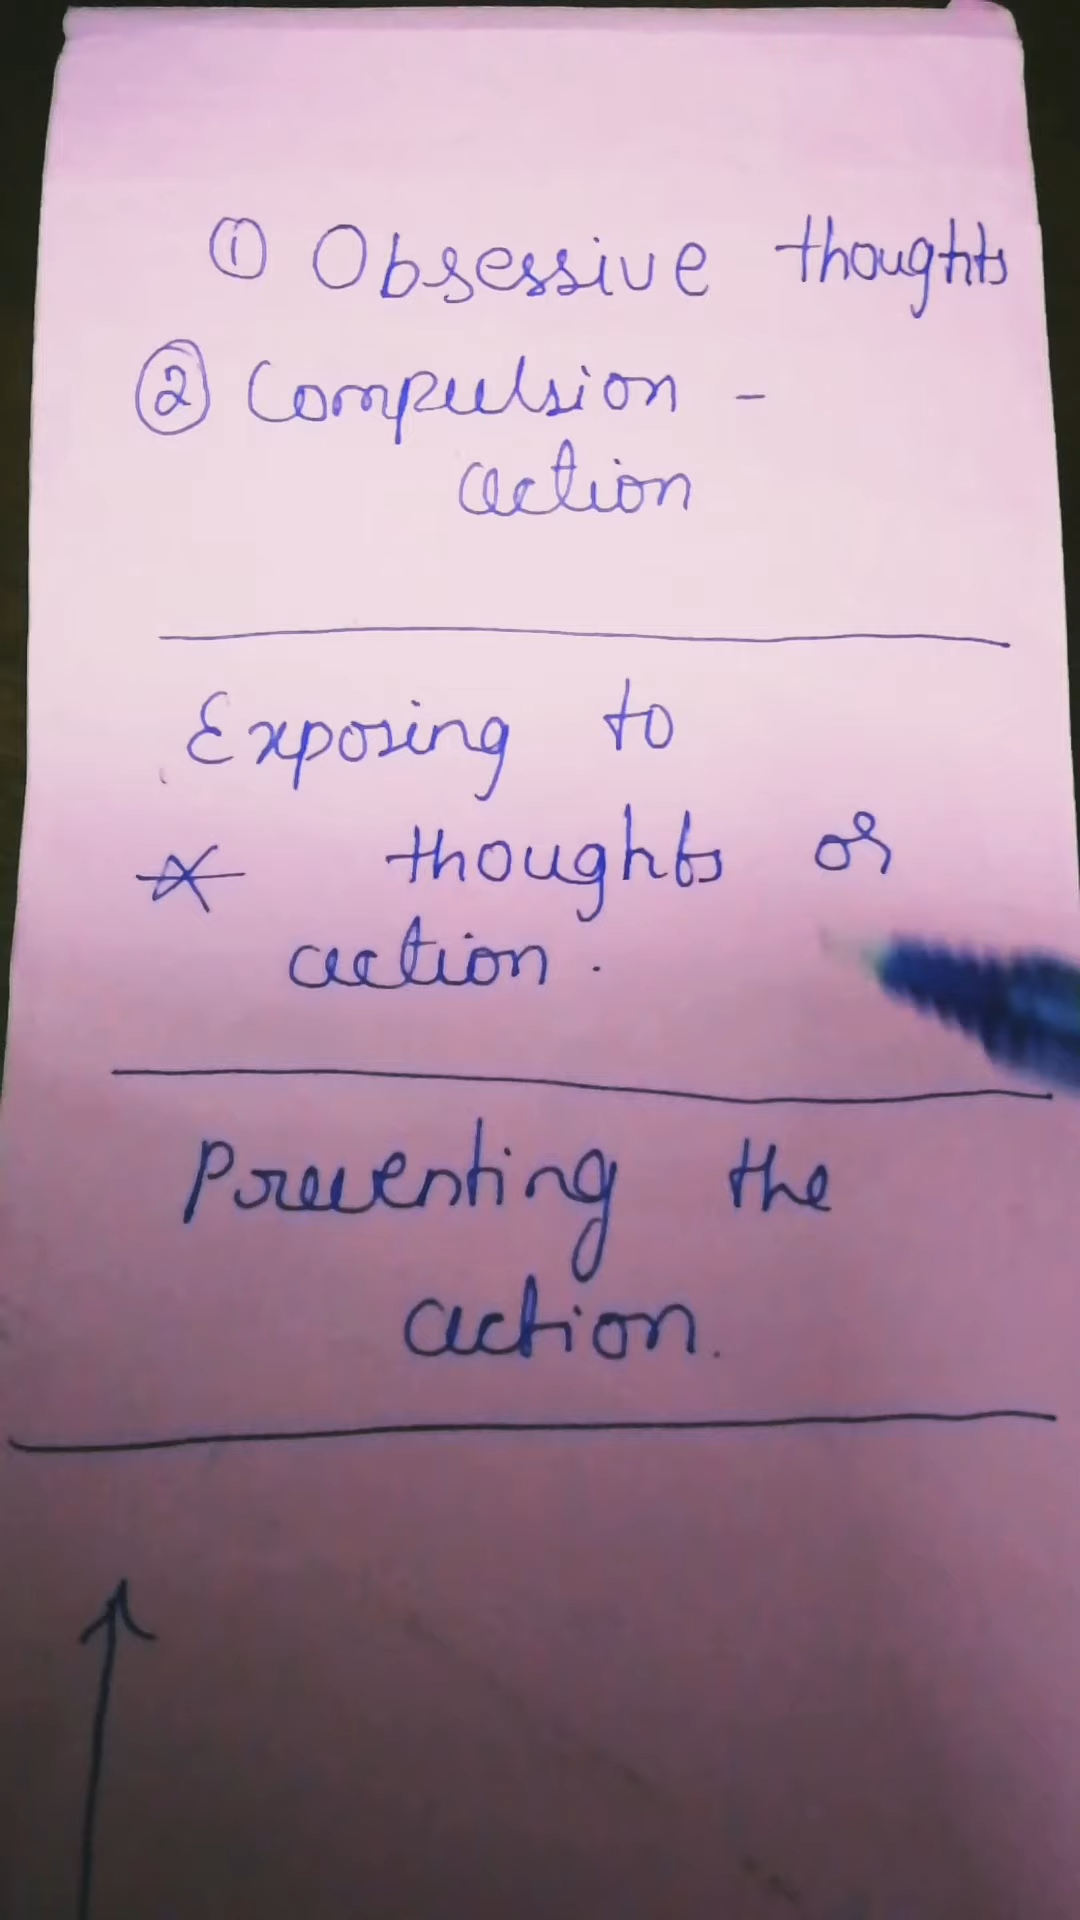 ① Obsessive thoughts
② Compulsion -
action
Exposing to
* thoughts or
action.
Preventing the
action.